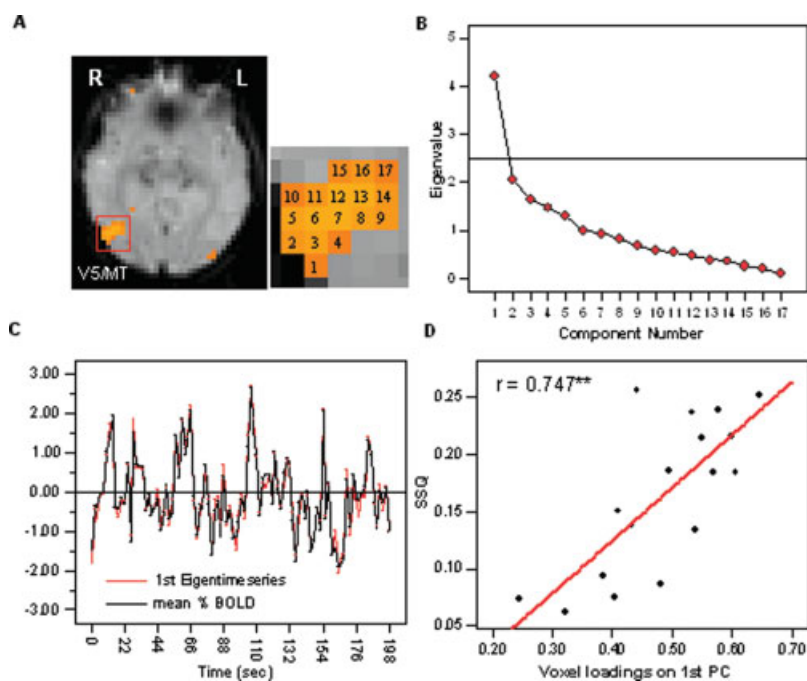 A
R L
V5/MT
15 16 17
10 11 12 13 14
5 6 7 8 9
2 3 4
1
B
5
4
3
2
1
0
Eigenvalue
1 2 3 4 5 6 7 8 9 10 11 12 13 14 15 16 17
Component Number
C
3.00
2.00
1.00
0.00
-1.00
-2.00
-3.00
1st Eigentimeseries
mean % BOLD
0 22 44 66 88 110 132 154 176 198
Time (sec)
D
r = 0.747**
0.25
0.20
0.15
0.10
0.05
SSQ
0.20 0.30 0.40 0.50 0.60 0.70
Voxel loadings on 1st PC